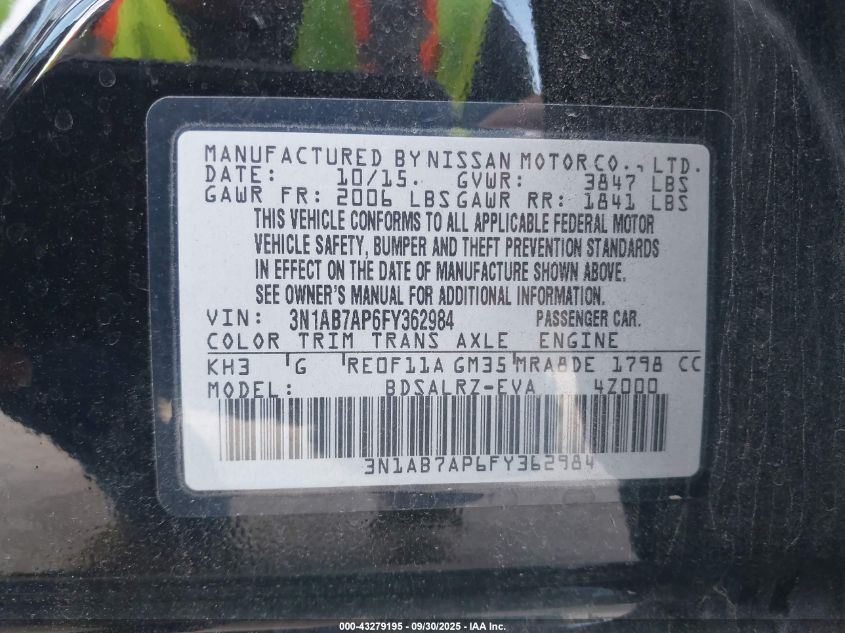 MANUFACTURED BY NISSAN MOTOR CO., LTD.
DATE: 10/15. GVWR: 3847 LBS
GAWR FR: 2006 LBS GAWR RR: 1841 LBS
THIS VEHICLE CONFORMS TO ALL APPLICABLE FEDERAL MOTOR
VEHICLE SAFETY, BUMPER AND THEFT PREVENTION STANDARDS
IN EFFECT ON THE DATE OF MANUFACTURE SHOWN ABOVE.
SEE OWNER'S MANUAL FOR ADDITIONAL INFORMATION.
VIN: 3N1AB7AP6FY362984 PASSENGER CAR.
COLOR TRIM TRANS AXLE ENGINE
KH3 G RE0F11A GM35 MRA8DE 1798 CC
MODEL: BDSALRZ-EVA 4Z000
3N1AB7AP6FY362984
000-43279195 - 09/30/2025 - IAA Inc.